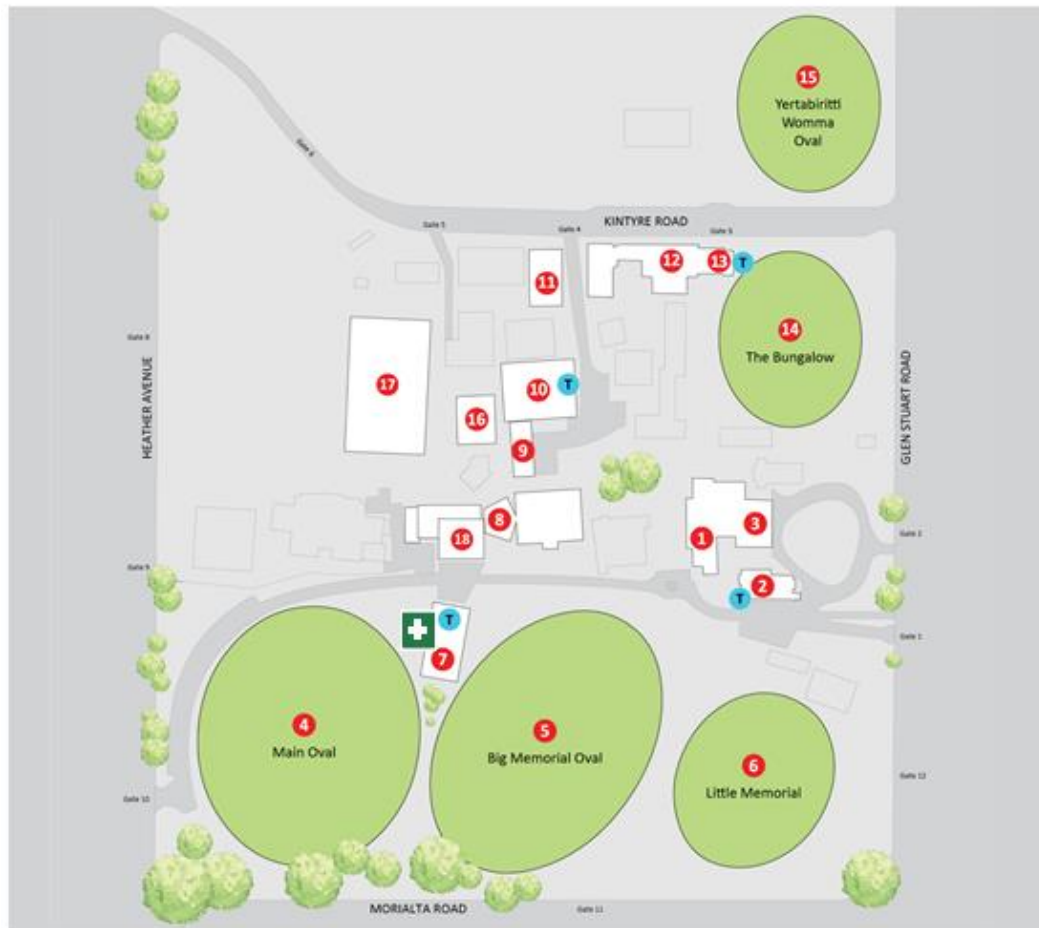 15
Yertabiritti
Womma
Oval
Gate 6
KINTYRE ROAD
Gate 5
Gate 4
Gate 3
12
13
T
11
14
The Bungalow
Gate 8
HEATHER AVENUE
GLEN STUART ROAD
17
10
T
16
9
8
18
1
3
Gate 2
Gate 9
2
T
Gate 1
T
7
4
Main Oval
5
Big Memorial Oval
6
Little Memorial
Gate 12
Gate 10
MORIALTA ROAD
Gate 11